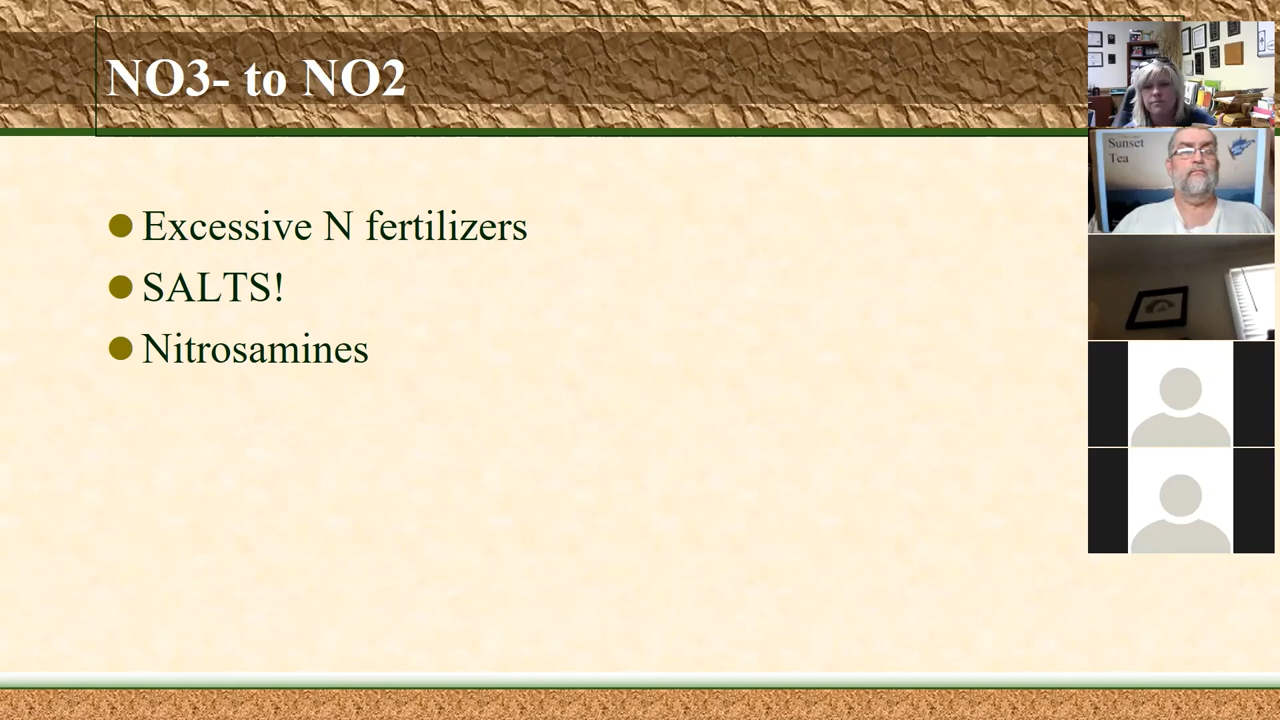 NO3- to NO2
Excessive N fertilizers
SALTS!
Nitrosamines
Sunset
Tea